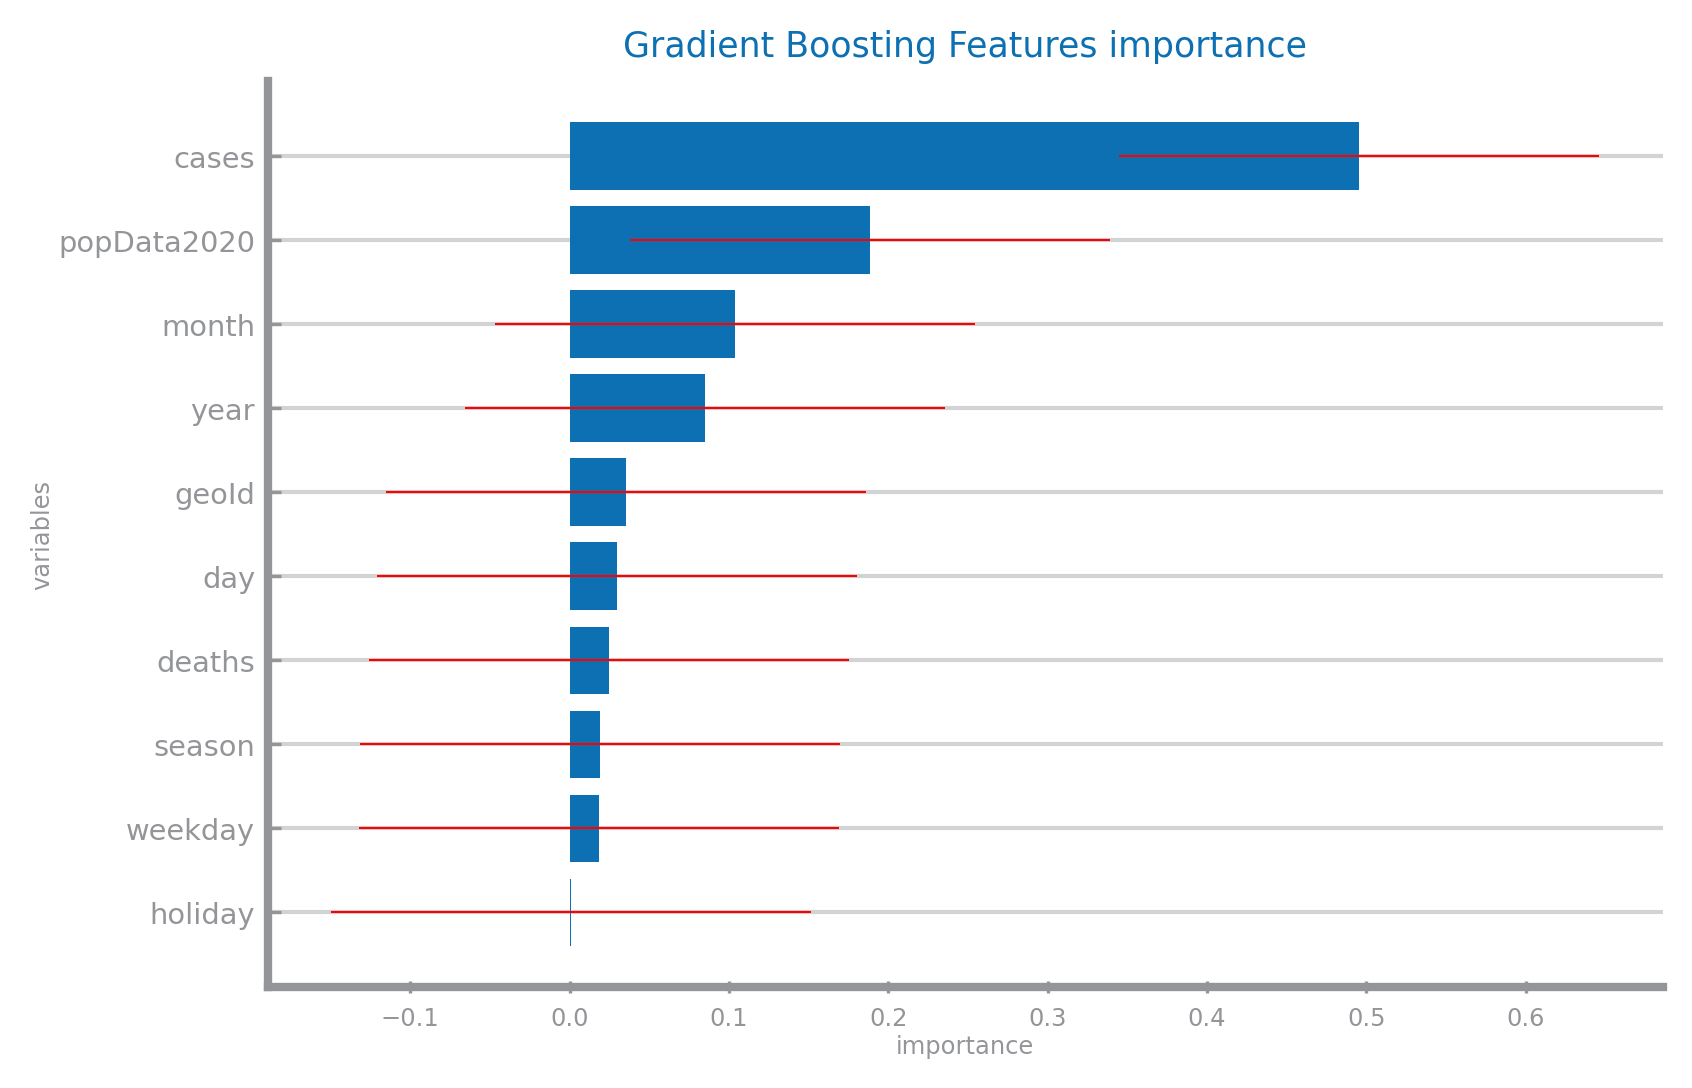 Gradient Boosting Features importance
cases
popData2020
month
year
geoId
day
deaths
season
weekday
holiday
variables
−0.1 0.0 0.1 0.2 0.3 0.4 0.5 0.6
importance